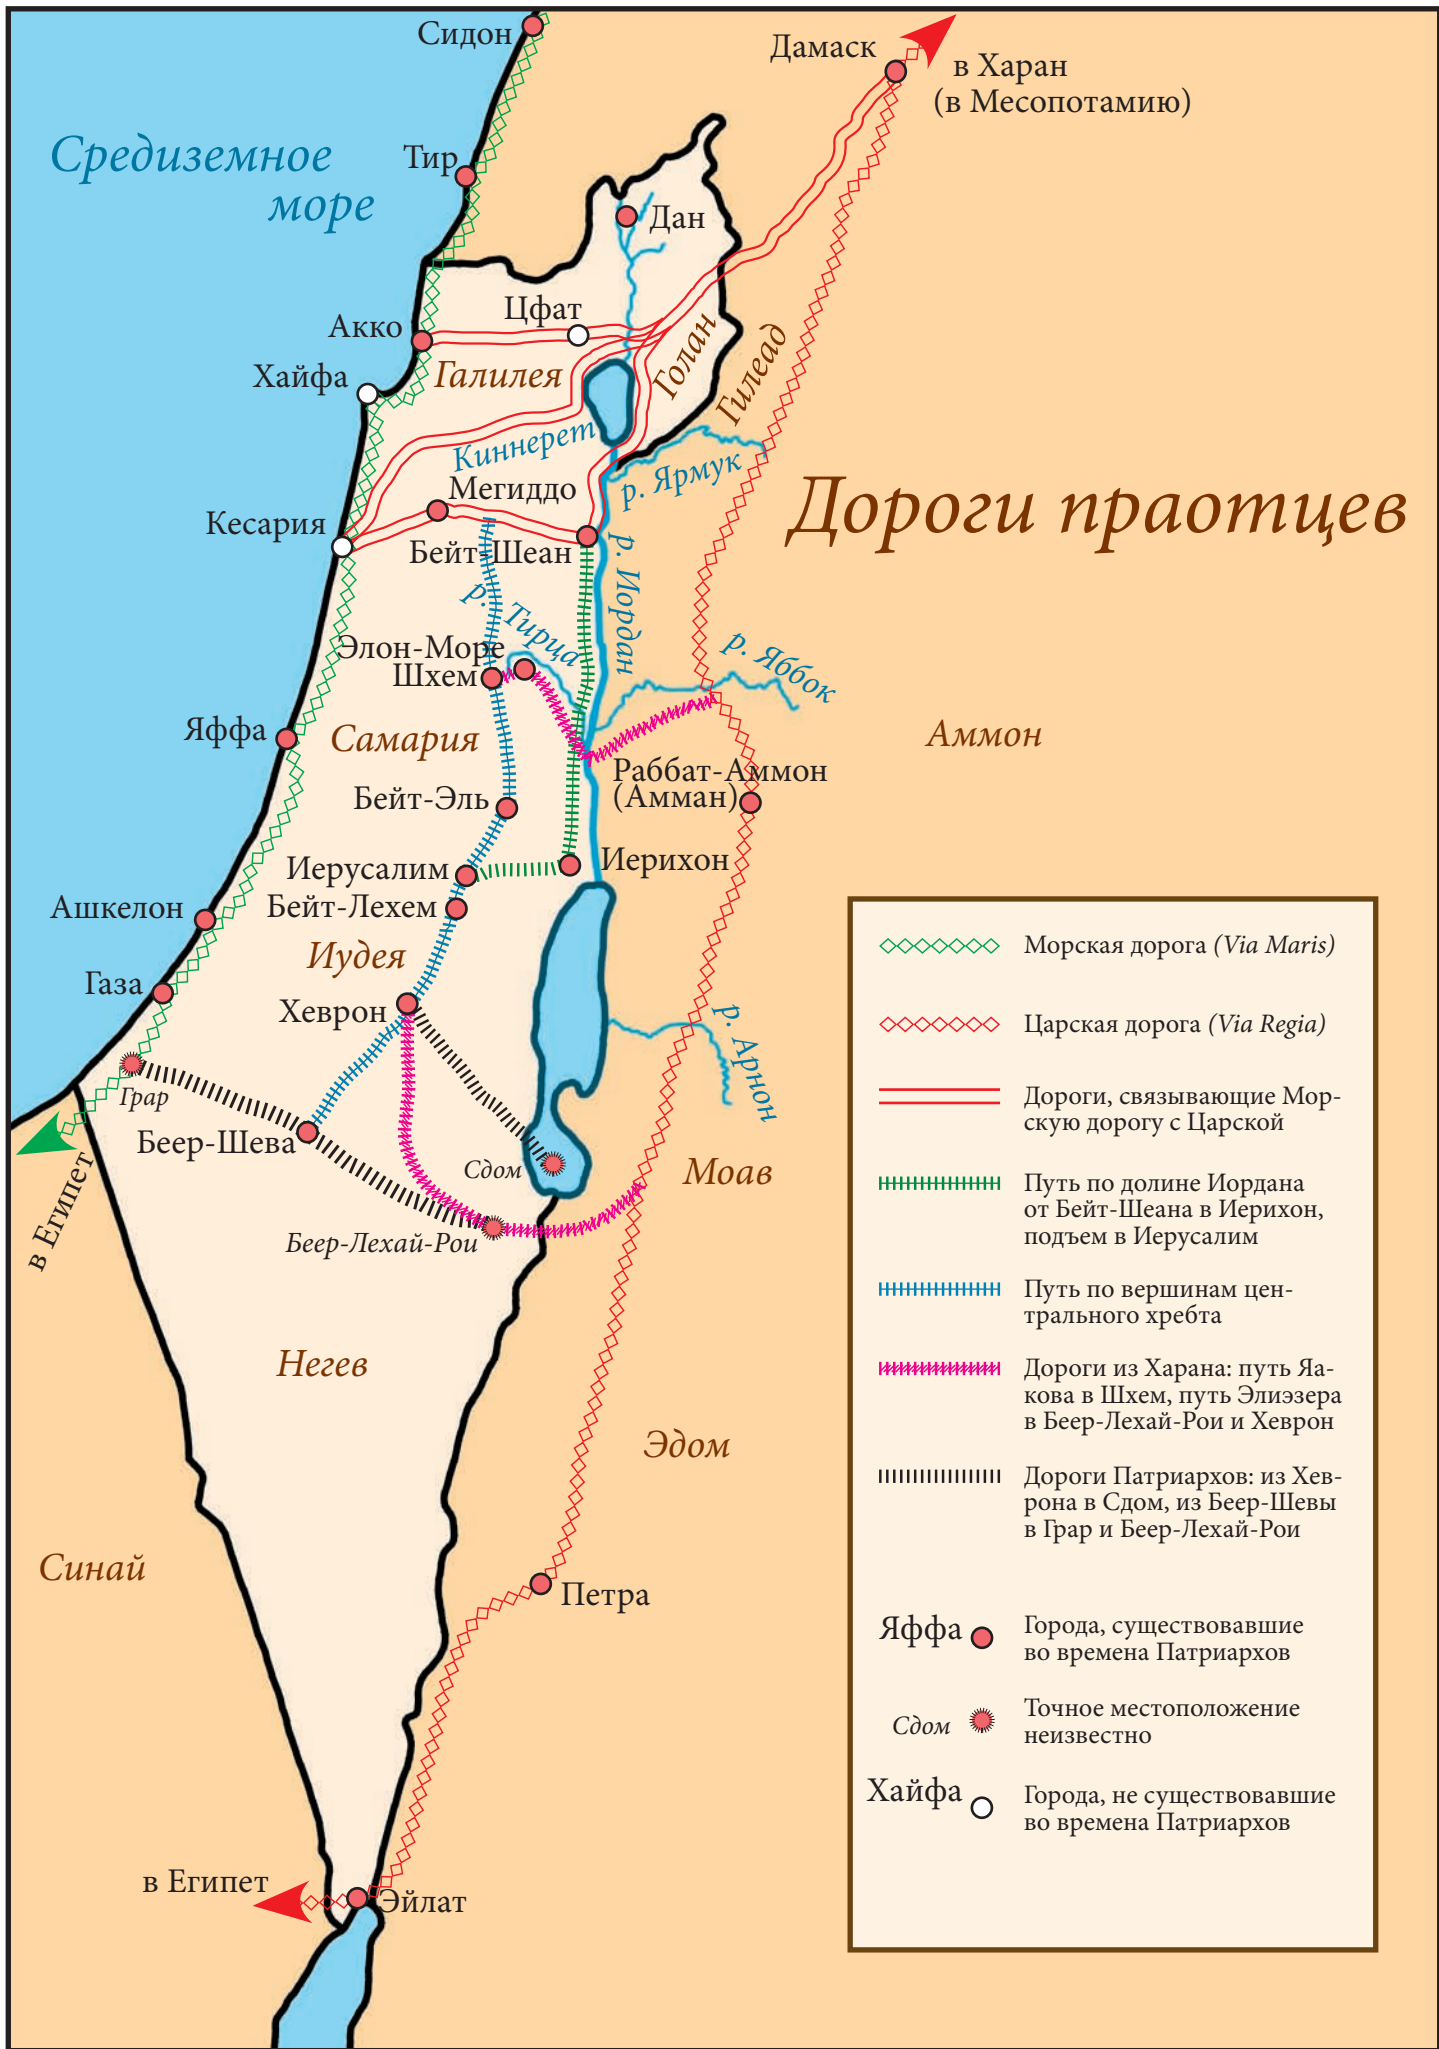 Сидон
Дамаск
в Харан
(в Месопотамию)
Средиземное
море
Тир
Дан
Цфат
Акко
Хайфа
Галилея
Голан
Гилеад
Киннерет
р. Ярмук
Мегиддо
Дороги праотцев
Кесария
Бейт-Шеан
р. Иордан
р. Тирца
Элон-Море
Шхем
р. Яббок
Яффа
Самария
Аммон
Раббат-Аммон
(Амман)
Бейт-Эль
Иерусалим
Иерихон
Бейт-Лехем
Ашкелон
Иудея
Газа
Хеврон
р. Арнон
Грар
Беер-Шева
Сдом
Моав
в Египет
Беер-Лехай-Рои
Негев
Эдом
Синай
Петра
в Египет
Эйлат
Морская дорога (Via Maris)
Царская дорога (Via Regia)
Дороги, связывающие Мор-
скую дорогу с Царской
Путь по долине Иордана
от Бейт-Шеана в Иерихон,
подъем в Иерусалим
Путь по вершинам цен-
трального хребта
Дороги из Харана: путь Яа-
кова в Шхем, путь Элиэзера
в Беер-Лехай-Рои и Хеврон
Дороги Патриархов: из Хев-
рона в Сдом, из Беер-Шевы
в Грар и Беер-Лехай-Рои
Яффа
Города, существовавшие
во времена Патриархов
Сдом
Точное местоположение
неизвестно
Хайфа
Города, не существовавшие
во времена Патриархов